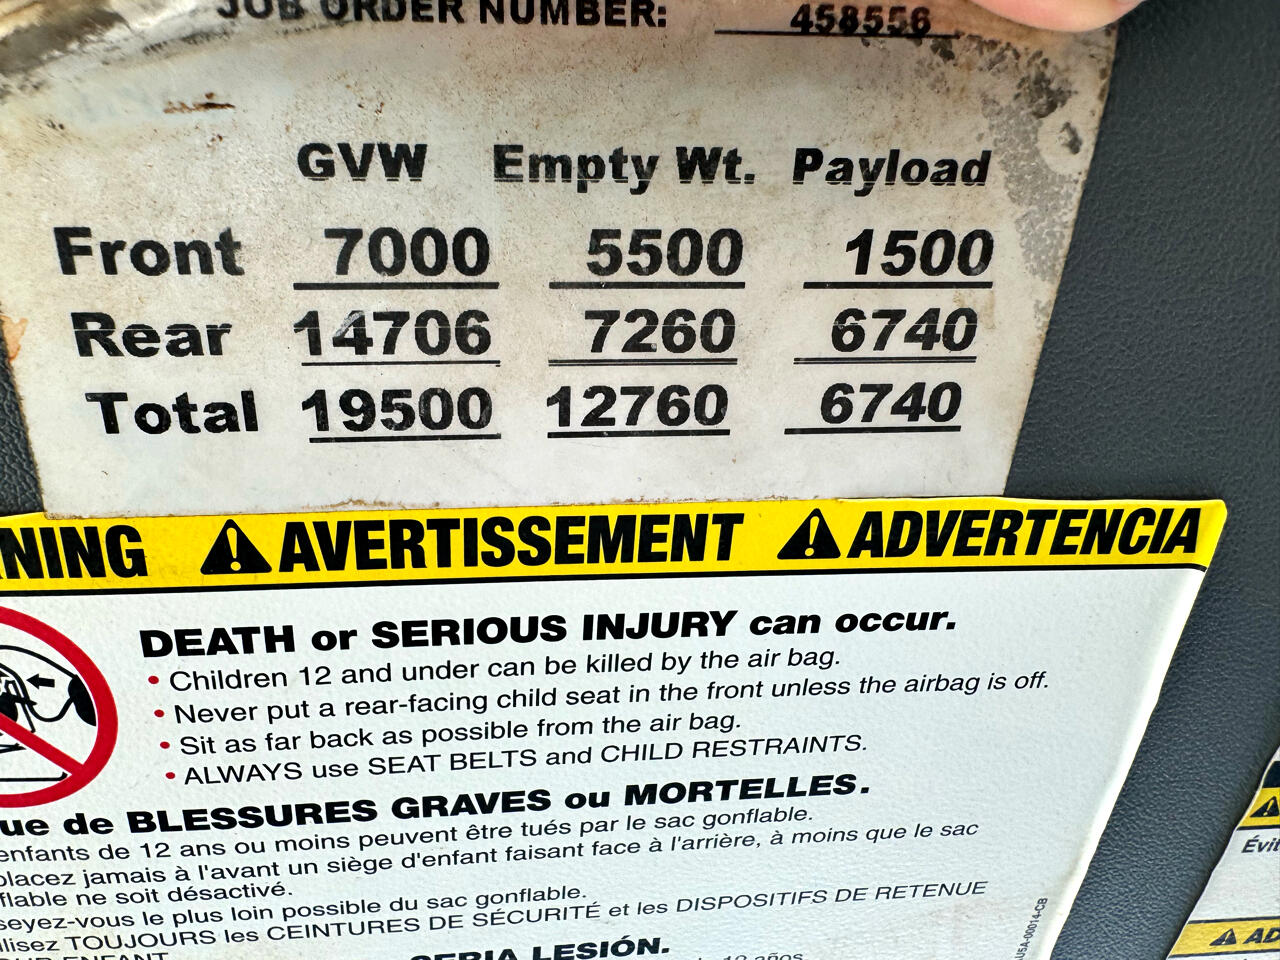 JOB ORDER NUMBER: 458556
GVW Empty Wt. Payload
Front 7000 5500 1500
Rear 14706 7260 6740
Total 19500 12760 6740
NING AVERTISSEMENT ADVERTENCIA
DEATH or SERIOUS INJURY can occur.
• Children 12 and under can be killed by the air bag.
• Never put a rear-facing child seat in the front unless the airbag is off.
• Sit as far back as possible from the air bag.
• ALWAYS use SEAT BELTS and CHILD RESTRAINTS.
ue de BLESSURES GRAVES ou MORTELLES.
enfants de 12 ans ou moins peuvent être tués par le sac gonflable.
placez jamais à l'avant un siège d'enfant faisant face à l'arrière, à moins que le sac
flable ne soit désactivé.
seyez-vous le plus loin possible du sac gonflable.
ilisez TOUJOURS les CEINTURES DE SÉCURITÉ et les DISPOSITIFS DE RETENUE
ENFANT
SERIA LESIÓN.
Évit
AD